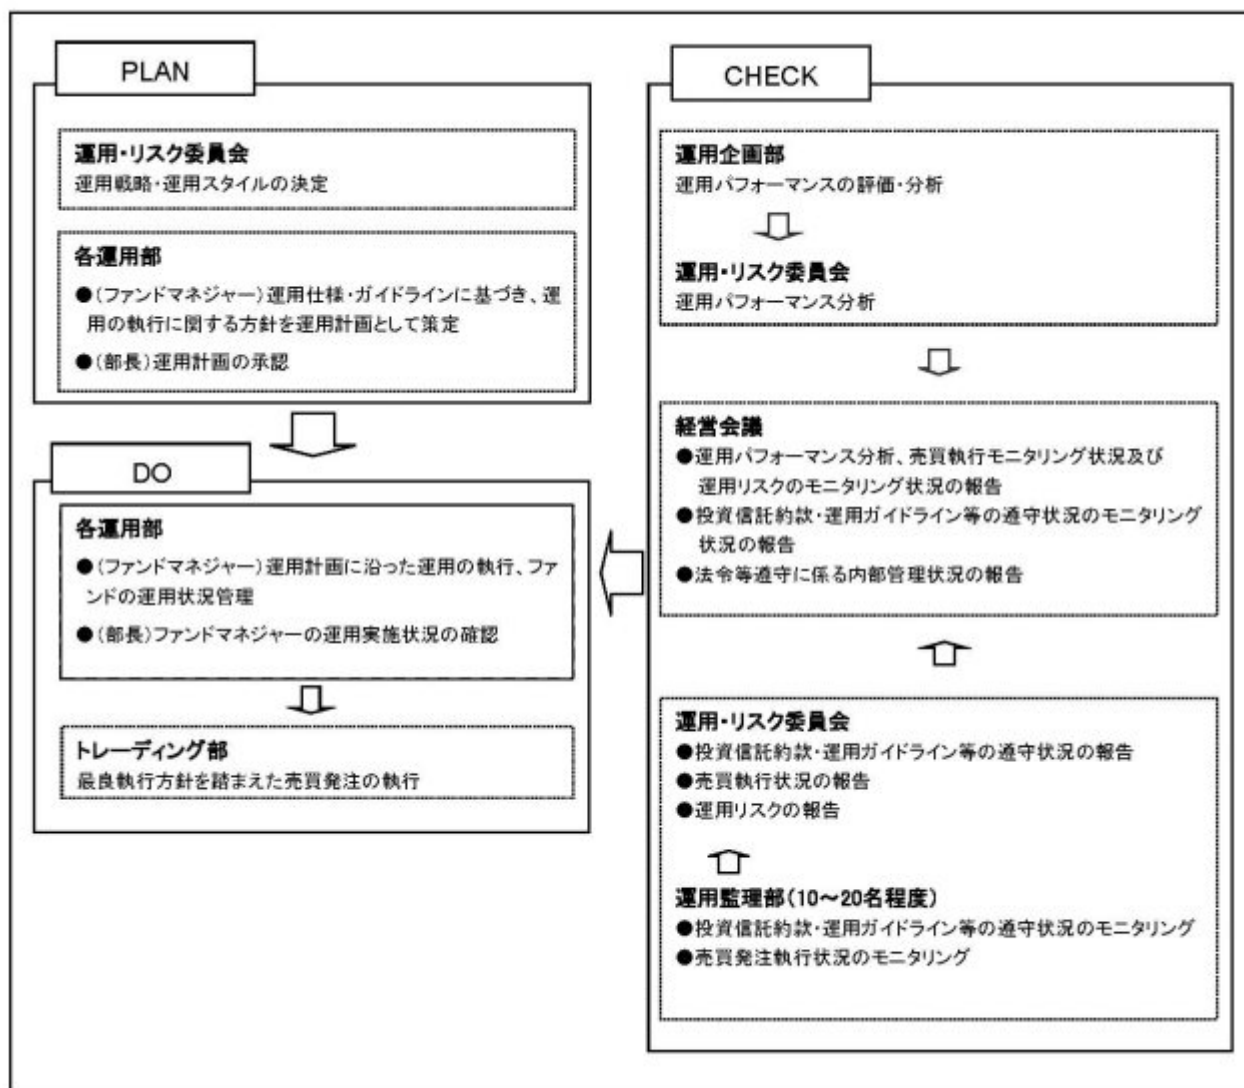 PLAN
運用・リスク委員会
運用戦略・運用スタイルの決定
各運用部
●(ファンドマネジャー)運用仕様・ガイドラインに基づき、運
用の執行に関する方針を運用計画として策定
●(部長)運用計画の承認
DO
各運用部
●(ファンドマネジャー)運用計画に沿った運用の執行、ファ
ンドの運用状況管理
●(部長)ファンドマネジャーの運用実施状況の確認
トレーディング部
最良執行方針を踏まえた売買発注の執行
CHECK
運用企画部
運用パフォーマンスの評価・分析
運用・リスク委員会
運用パフォーマンス分析
経営会議
●運用パフォーマンス分析、売買執行モニタリング状況及び
運用リスクのモニタリング状況の報告
●投資信託約款・運用ガイドライン等の遵守状況のモニタリング
状況の報告
●法令等遵守に係る内部管理状況の報告
運用・リスク委員会
●投資信託約款・運用ガイドライン等の遵守状況の報告
●売買執行状況の報告
●運用リスクの報告
運用監理部(10～20名程度)
●投資信託約款・運用ガイドライン等の遵守状況のモニタリング
●売買発注執行状況のモニタリング